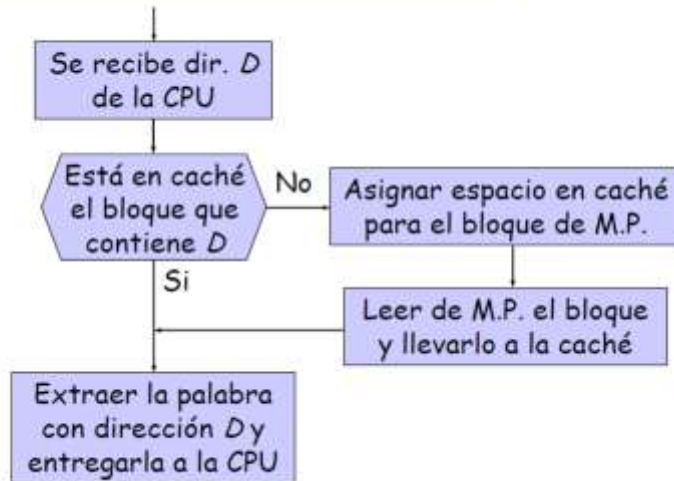 Se recibe dir. D
de la CPU
Está en caché
el bloque que
contiene D
No
Asignar espacio en caché
para el bloque de M.P.
Si
Leer de M.P. el bloque
y llevarlo a la caché
Extraer la palabra
con dirección D y
entregarla a la CPU